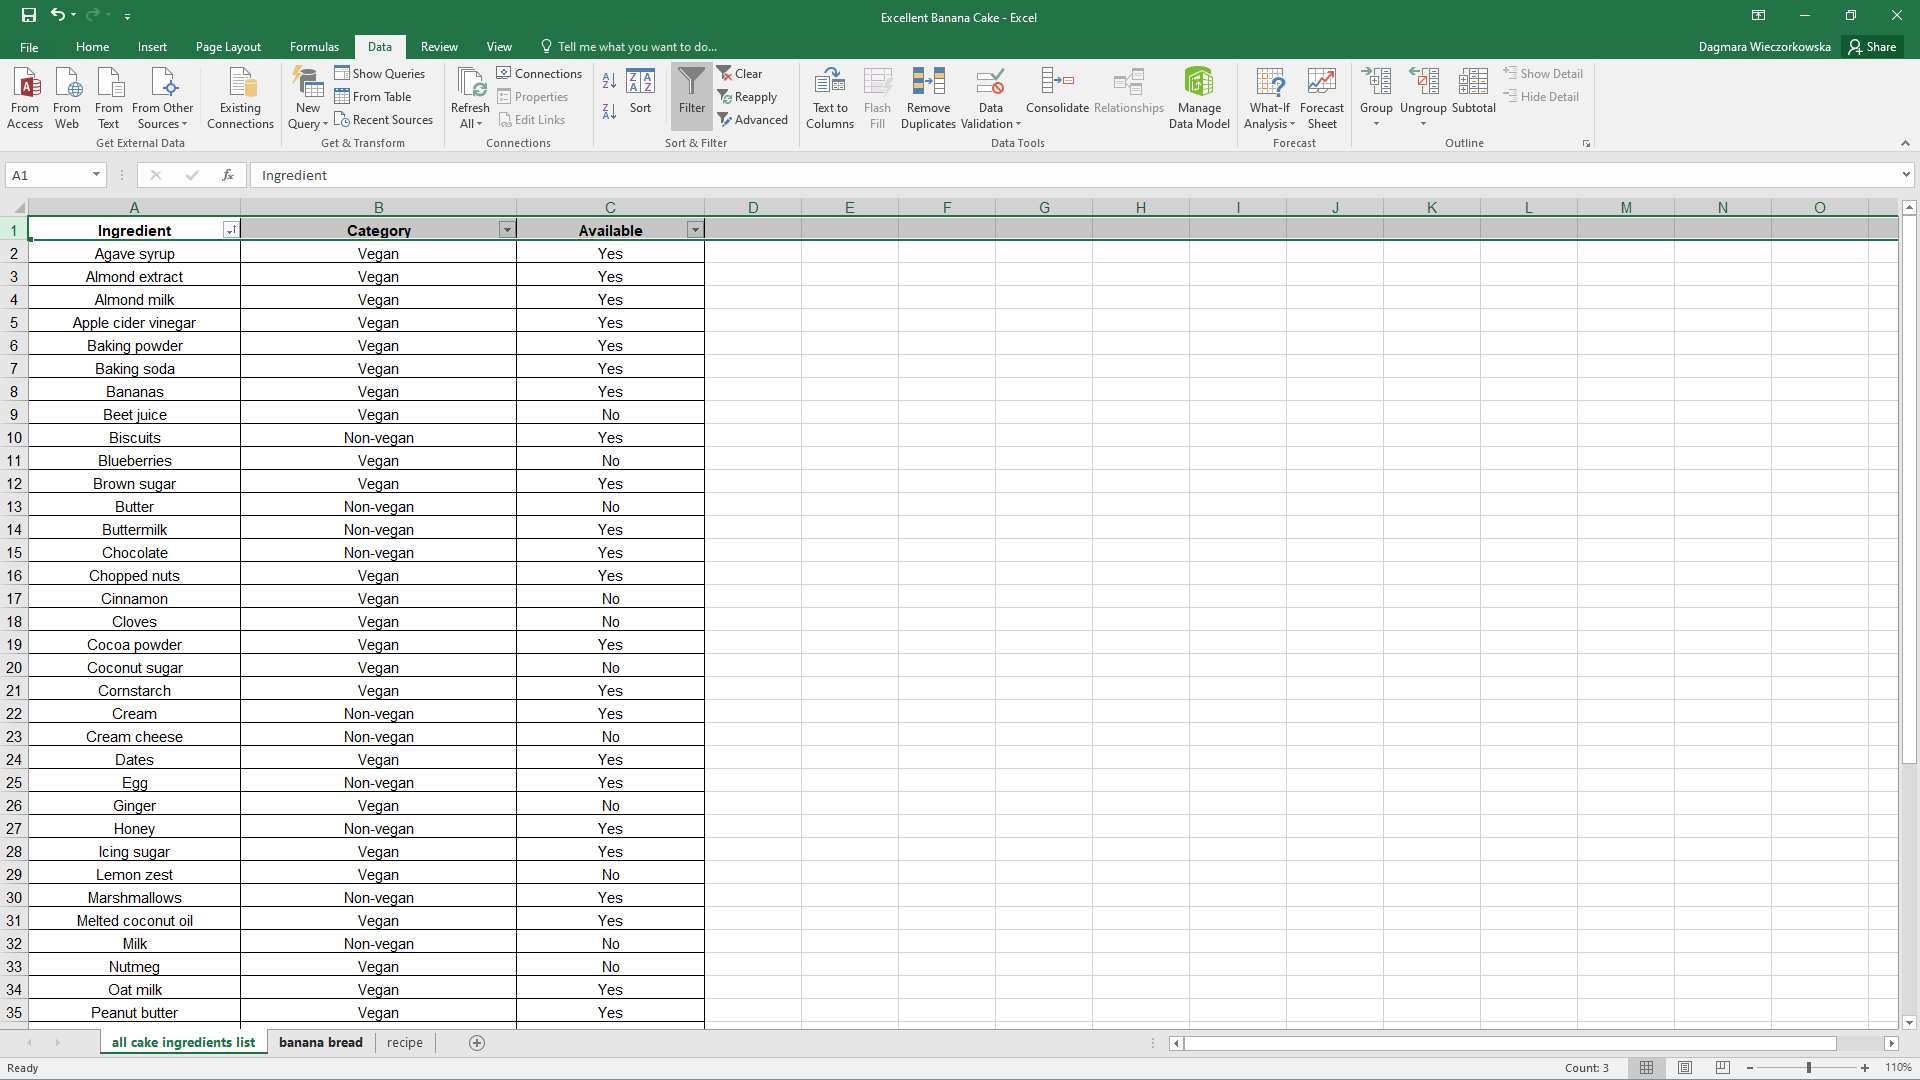 Excellent Banana Cake - Excel
File Home Insert Page Layout Formulas Data Review View Tell me what you want to do... Dagmara Wieczorkowska Share
From Access
From Web
From Text
From Other Sources
Existing Connections
Get External Data
New Query
Show Queries
From Table
Recent Sources
Get & Transform
Refresh All
Connections
Properties
Edit Links
Connections
Sort
Filter
Clear
Reapply
Advanced
Sort & Filter
Text to Columns
Flash Fill
Remove Duplicates
Data Validation
Consolidate
Relationships
Manage Data Model
Data Tools
What-If Analysis
Forecast Sheet
Forecast
Group
Ungroup
Subtotal
Show Detail
Hide Detail
Outline
A1 fx Ingredient
A B C D E F G H I J K L M N O
1 Ingredient Category Available
2 Agave syrup Vegan Yes
3 Almond extract Vegan Yes
4 Almond milk Vegan Yes
5 Apple cider vinegar Vegan Yes
6 Baking powder Vegan Yes
7 Baking soda Vegan Yes
8 Bananas Vegan Yes
9 Beet juice Vegan No
10 Biscuits Non-vegan Yes
11 Blueberries Vegan No
12 Brown sugar Vegan Yes
13 Butter Non-vegan No
14 Buttermilk Non-vegan Yes
15 Chocolate Non-vegan Yes
16 Chopped nuts Vegan Yes
17 Cinnamon Vegan No
18 Cloves Vegan No
19 Cocoa powder Vegan Yes
20 Coconut sugar Vegan No
21 Cornstarch Vegan Yes
22 Cream Non-vegan Yes
23 Cream cheese Non-vegan No
24 Dates Vegan Yes
25 Egg Non-vegan Yes
26 Ginger Vegan No
27 Honey Non-vegan Yes
28 Icing sugar Vegan Yes
29 Lemon zest Vegan No
30 Marshmallows Non-vegan Yes
31 Melted coconut oil Vegan Yes
32 Milk Non-vegan No
33 Nutmeg Vegan No
34 Oat milk Vegan Yes
35 Peanut butter Vegan Yes
all cake ingredients list banana bread recipe
Ready Count: 3 110%